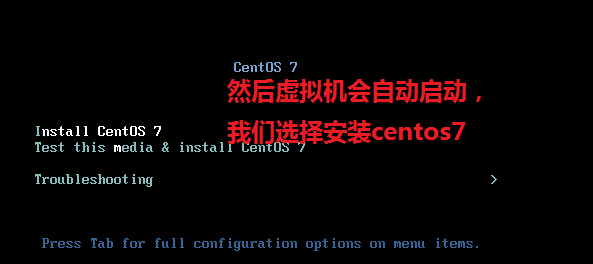 CentOS 7
然后虚拟机会自动启动，
我们选择安装centos7
Install CentOS 7
Test this media & install CentOS 7
Troubleshooting >
Press Tab for full configuration options on menu items.